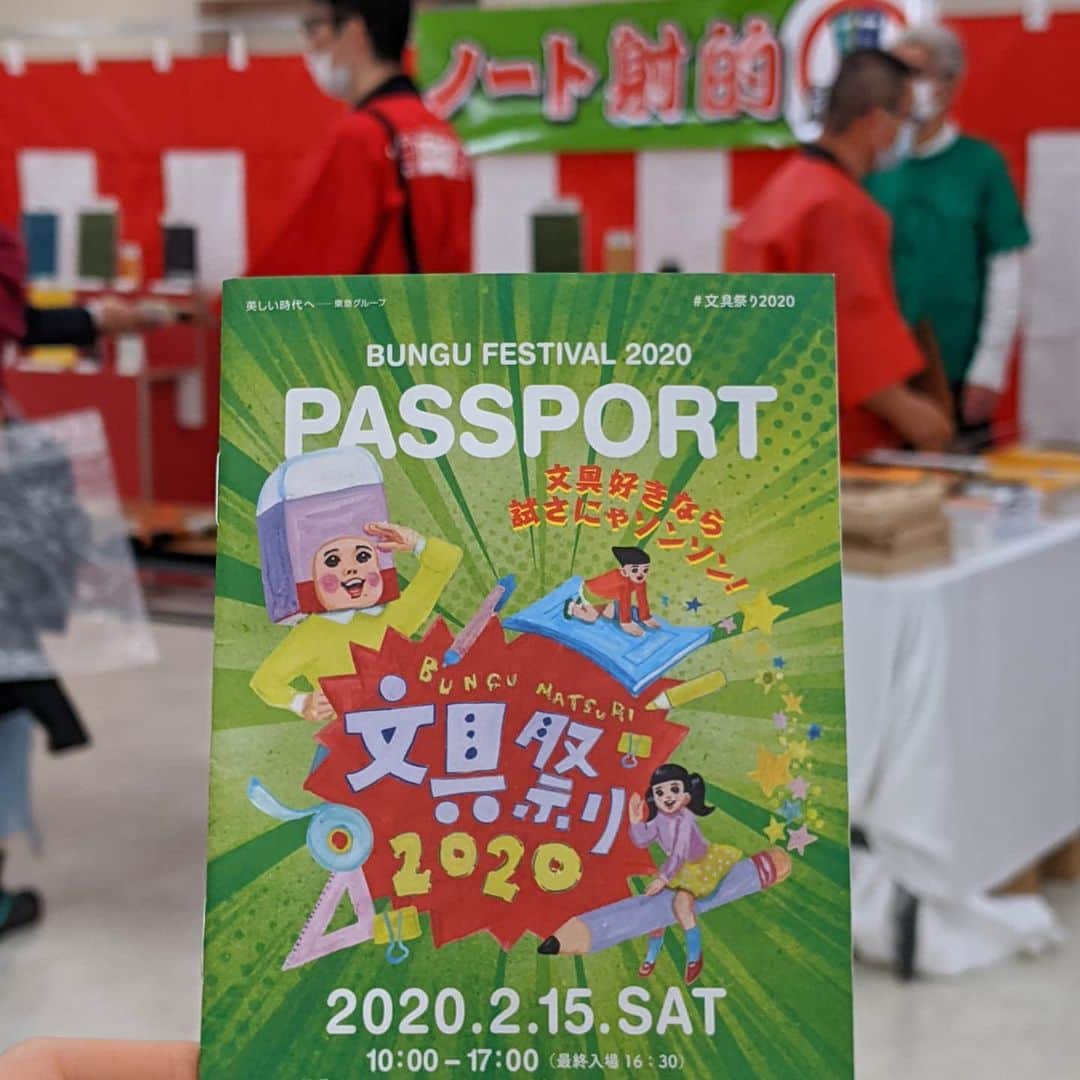 ノート射的
美しい時代へ──東急グループ
#文具祭り2020
BUNGU FESTIVAL 2020
PASSPORT
文具好きなら
試さにゃソンソン!
BUNGU MATSURI
文具祭り
2020
2020.2.15.SAT
10:00－17:00（最終入場 16：30）